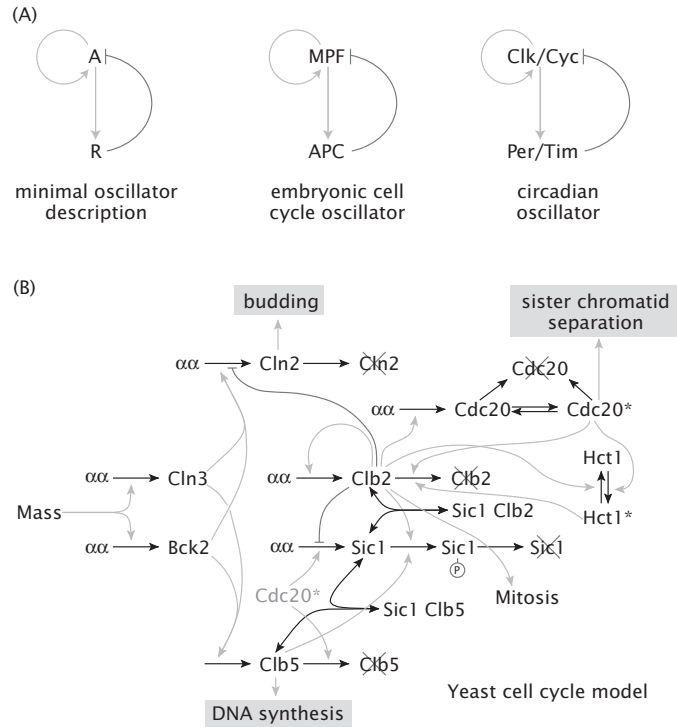 (A)
A
R
minimal oscillator
description
MPF
APC
embryonic cell
cycle oscillator
Clk/Cyc
Per/Tim
circadian
oscillator
(B)
budding
sister chromatid
separation
αα Cln2 Cln2
Cdc20
αα Cdc20 Cdc20*
Hct1
αα Cln3
αα Clb2 Clb2
Mass
Sic1 Clb2
Hct1*
αα Bck2
αα Sic1 Sic1 Sic1
P
Cdc20*
Mitosis
Sic1 Clb5
Clb5 Clb5
DNA synthesis
Yeast cell cycle model